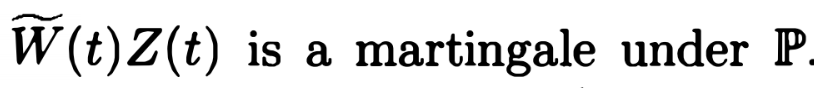 W̃(t)Z(t) is a martingale under ℙ.